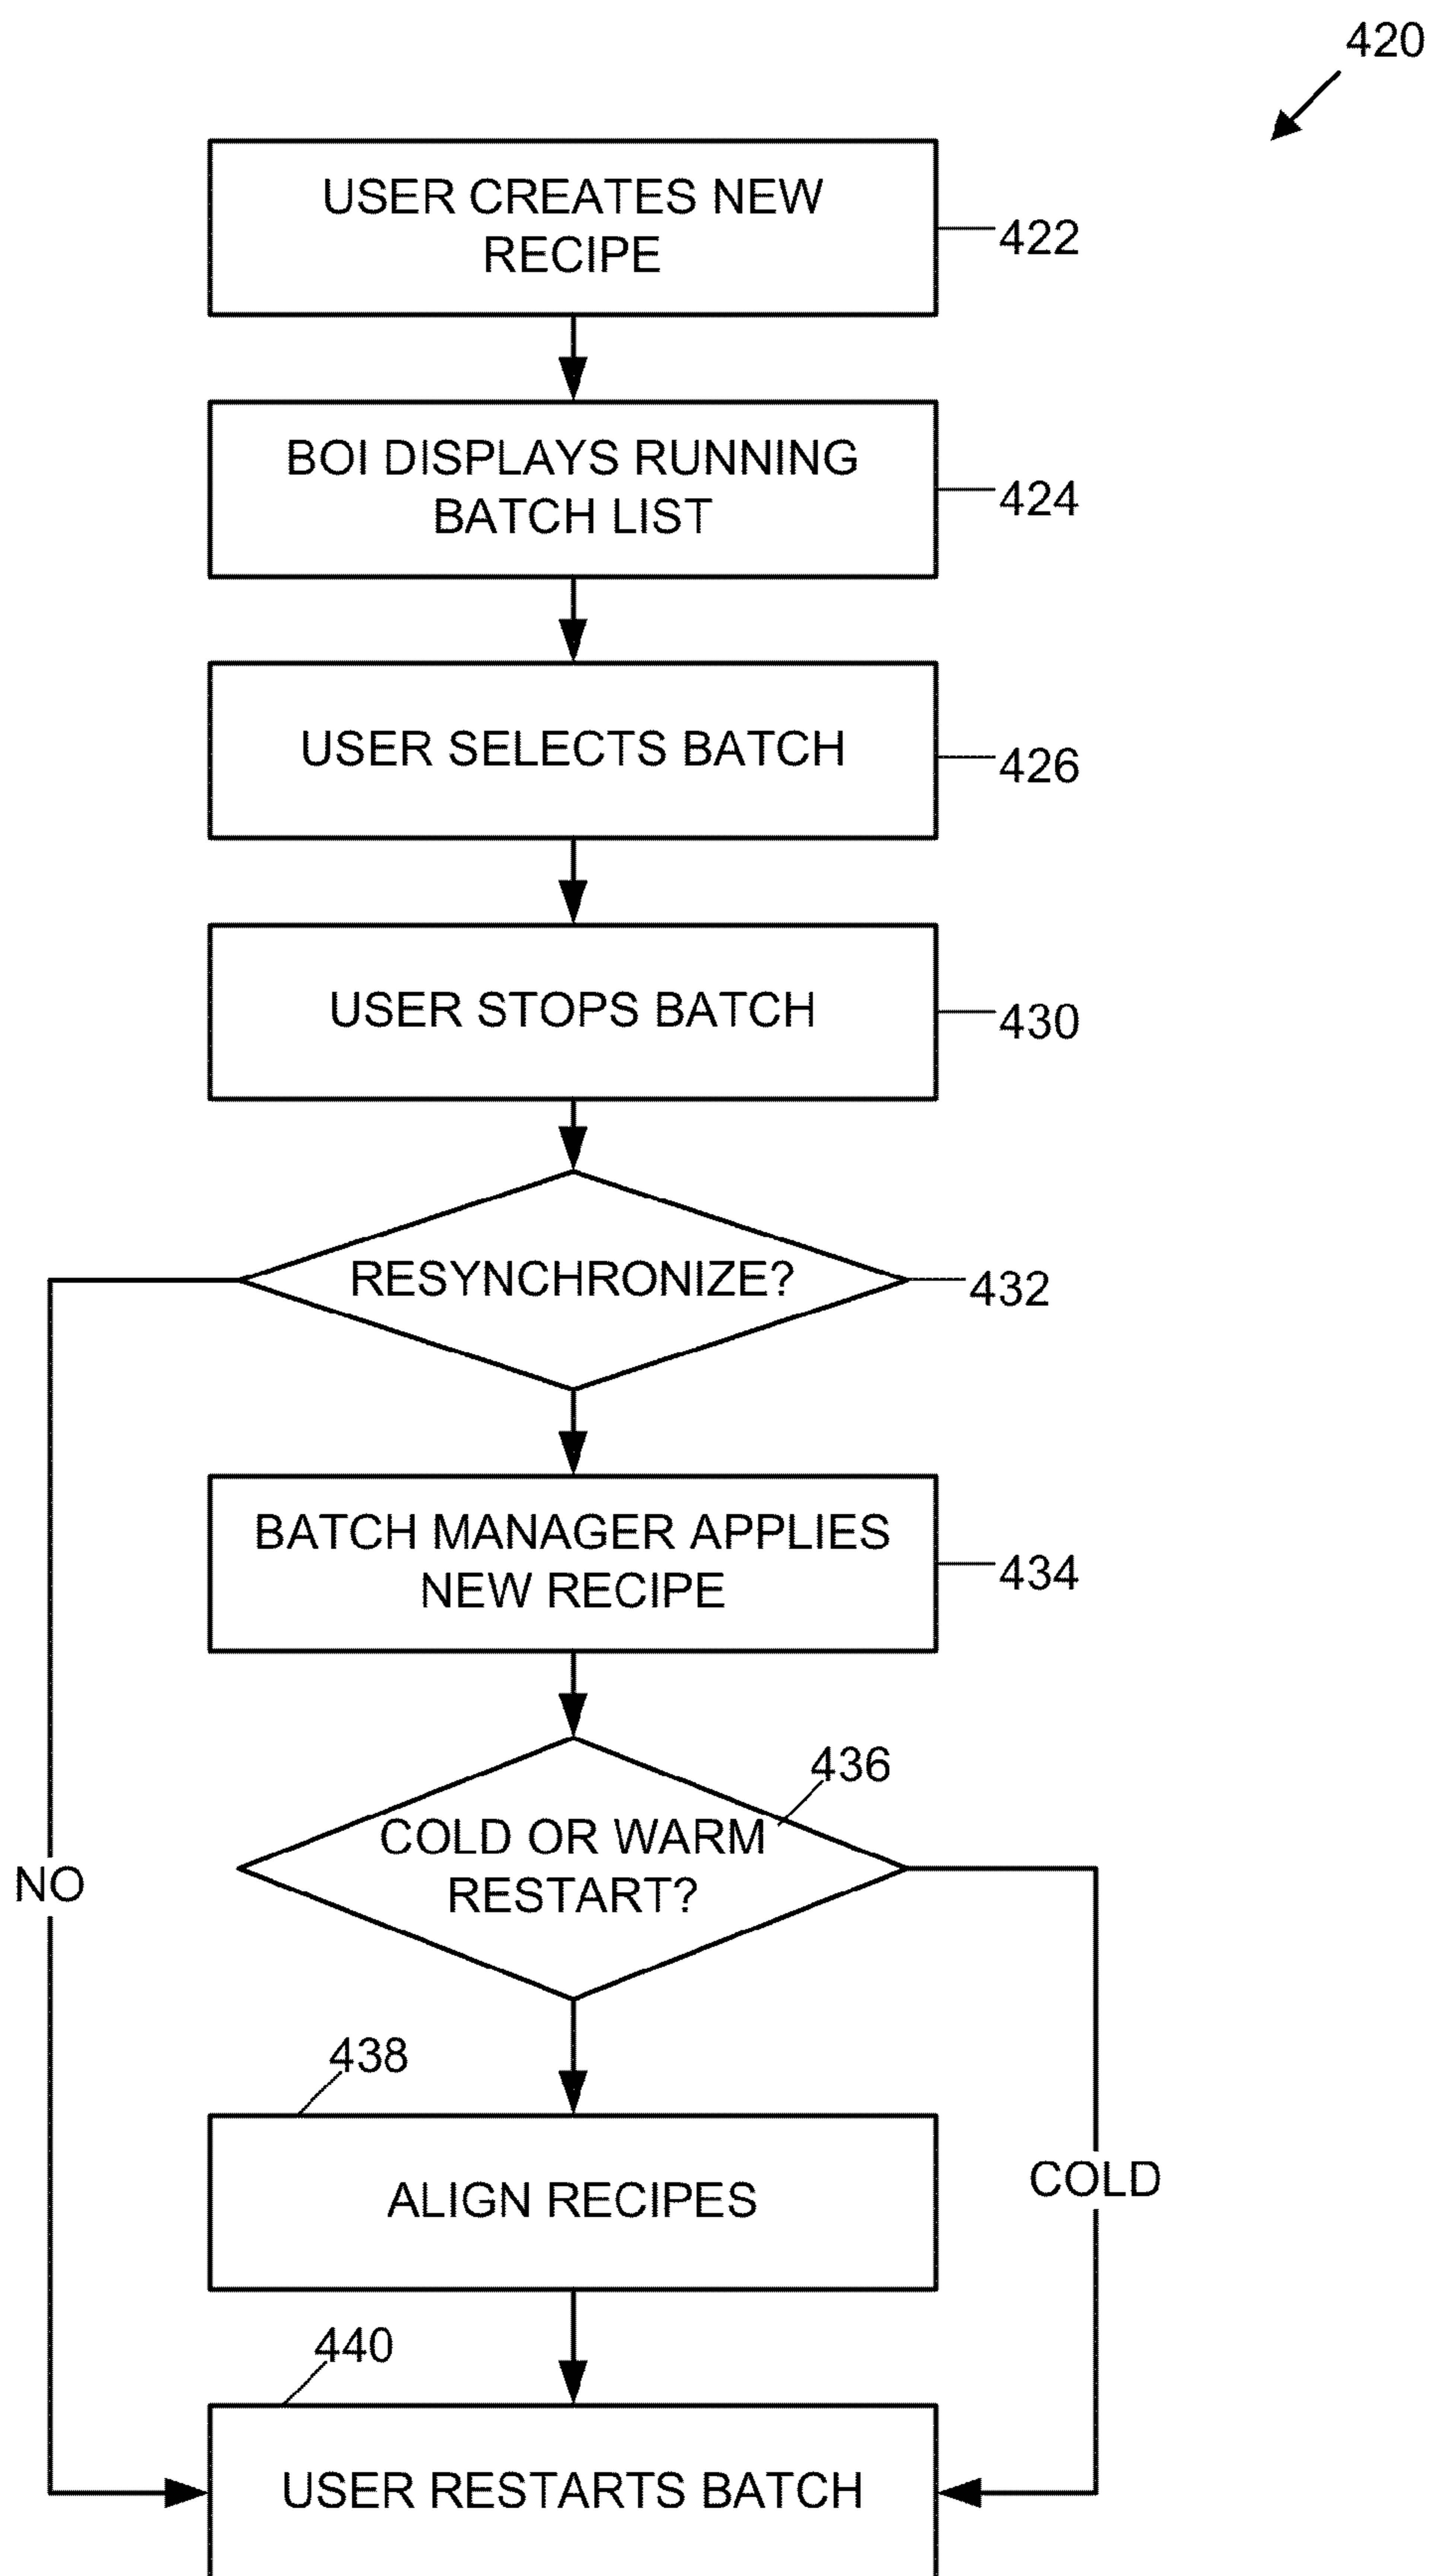 420
USER CREATES NEW
RECIPE
422
BOI DISPLAYS RUNNING
BATCH LIST
424
USER SELECTS BATCH
426
USER STOPS BATCH
430
RESYNCHRONIZE?
432
BATCH MANAGER APPLIES
NEW RECIPE
434
436
COLD OR WARM
RESTART?
NO
438
ALIGN RECIPES
COLD
440
USER RESTARTS BATCH